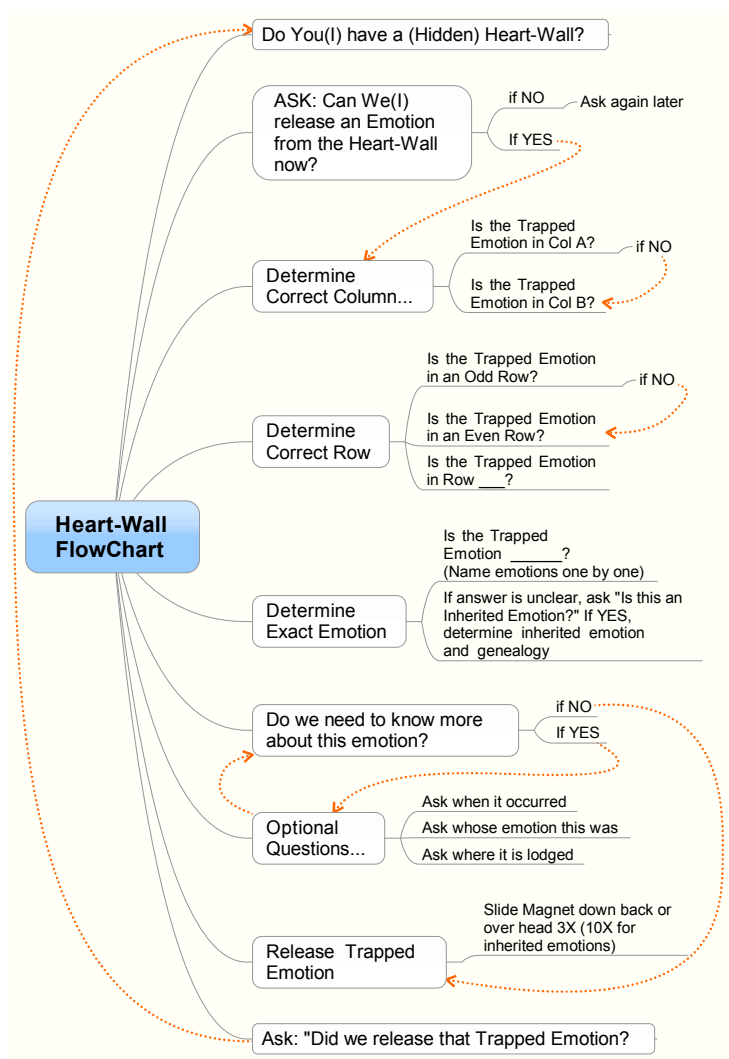 Do You(I) have a (Hidden) Heart-Wall?
ASK: Can We(I)
release an Emotion
from the Heart-Wall
now?
if NO
Ask again later
If YES
Determine
Correct Column...
Is the Trapped
Emotion in Col A?
if NO
Is the Trapped
Emotion in Col B?
Determine
Correct Row
Is the Trapped Emotion
in an Odd Row?
if NO
Is the Trapped Emotion
in an Even Row?
Is the Trapped Emotion
in Row ___?
Heart-Wall
FlowChart
Determine
Exact Emotion
Is the Trapped
Emotion ______?
(Name emotions one by one)
If answer is unclear, ask "Is this an
Inherited Emotion?" If YES,
determine inherited emotion
and genealogy
Do we need to know more
about this emotion?
if NO
If YES
Optional
Questions...
Ask when it occurred
Ask whose emotion this was
Ask where it is lodged
Release Trapped
Emotion
Slide Magnet down back or
over head 3X (10X for
inherited emotions)
Ask: "Did we release that Trapped Emotion?